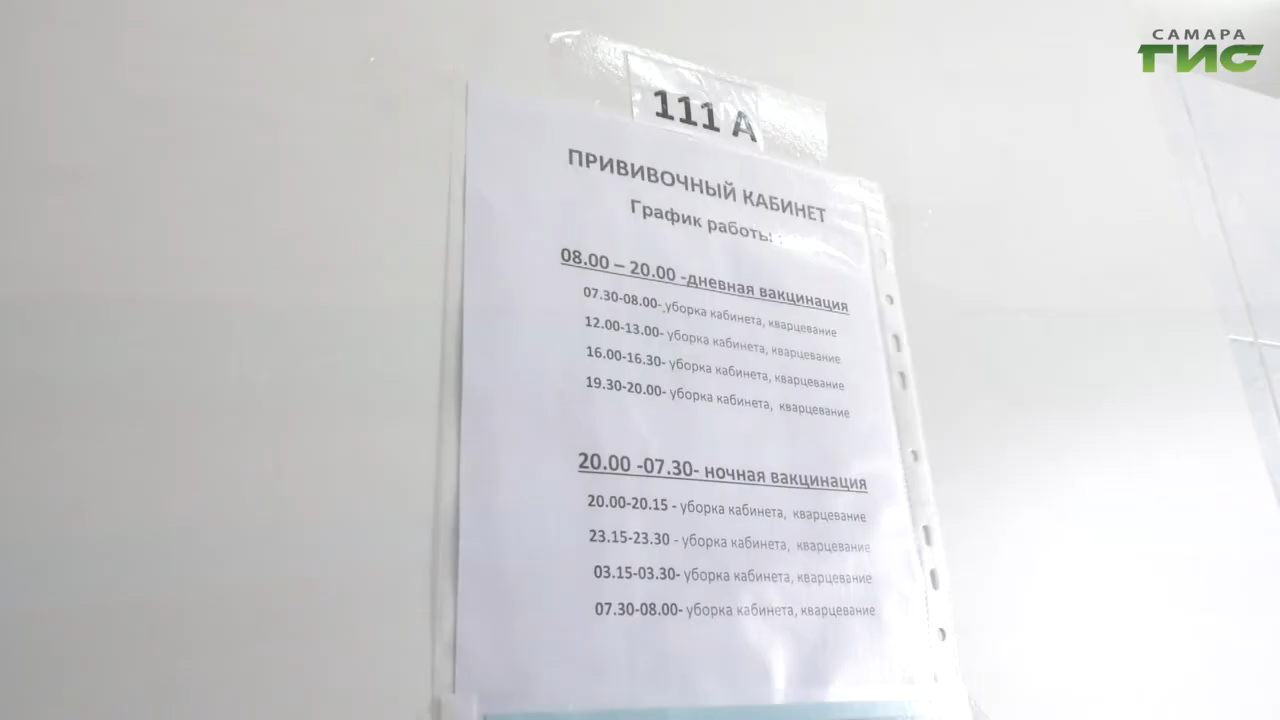 САМАРА
ГИС
111 А
ПРИВИВОЧНЫЙ КАБИНЕТ
График работы:
08.00 – 20.00 -дневная вакцинация
07.30-08.00- уборка кабинета, кварцевание
12.00-13.00- уборка кабинета, кварцевание
16.00-16.30- уборка кабинета, кварцевание
19.30-20.00- уборка кабинета, кварцевание
20.00 -07.30- ночная вакцинация
20.00-20.15 - уборка кабинета, кварцевание
23.15-23.30 - уборка кабинета, кварцевание
03.15-03.30- уборка кабинета, кварцевание
07.30-08.00- уборка кабинета, кварцевание